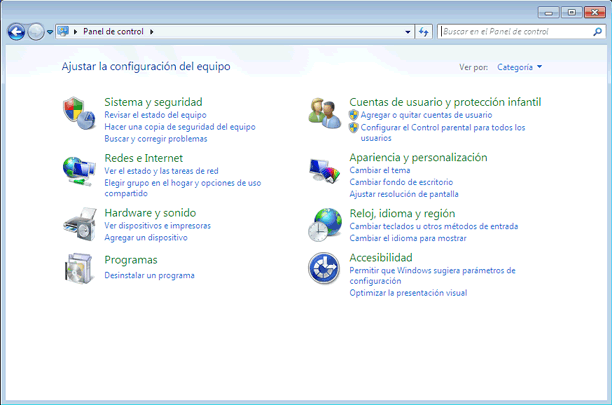 Panel de control
Buscar en el Panel de control
Ajustar la configuración del equipo
Ver por: Categoría
Sistema y seguridad
Revisar el estado del equipo
Hacer una copia de seguridad del equipo
Buscar y corregir problemas
Redes e Internet
Ver el estado y las tareas de red
Elegir grupo en el hogar y opciones de uso
compartido
Hardware y sonido
Ver dispositivos e impresoras
Agregar un dispositivo
Programas
Desinstalar un programa
Cuentas de usuario y protección infantil
Agregar o quitar cuentas de usuario
Configurar el Control parental para todos los
usuarios
Apariencia y personalización
Cambiar el tema
Cambiar fondo de escritorio
Ajustar resolución de pantalla
Reloj, idioma y región
Cambiar teclados u otros métodos de entrada
Cambiar el idioma para mostrar
Accesibilidad
Permitir que Windows sugiera parámetros de
configuración
Optimizar la presentación visual